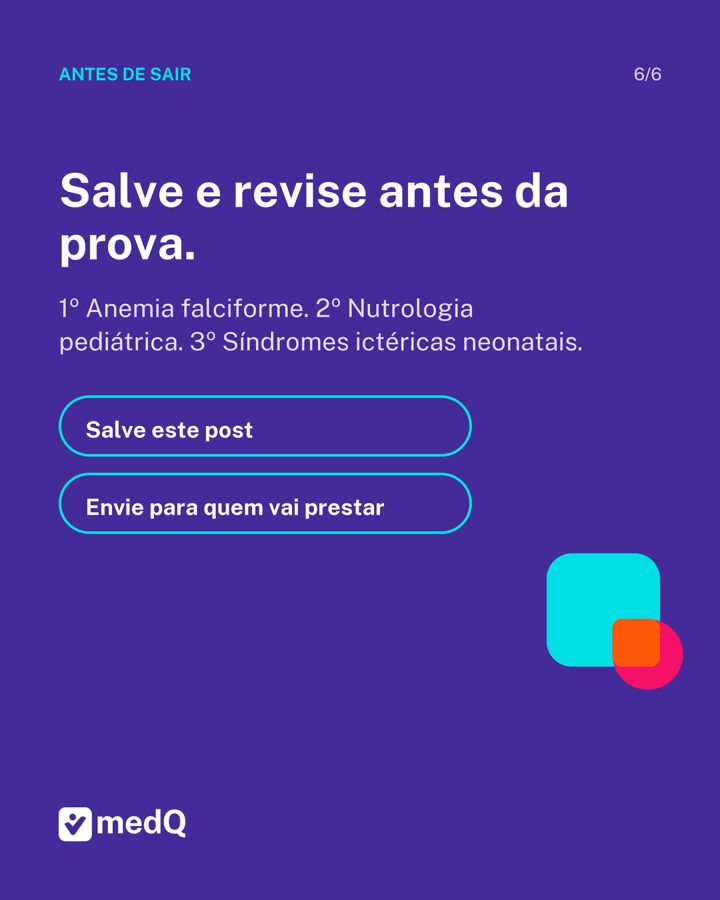 ANTES DE SAIR
6/6
Salve e revise antes da
prova.
1º Anemia falciforme. 2º Nutrologia
pediátrica. 3º Síndromes ictéricas neonatais.
Salve este post
Envie para quem vai prestar
medQ